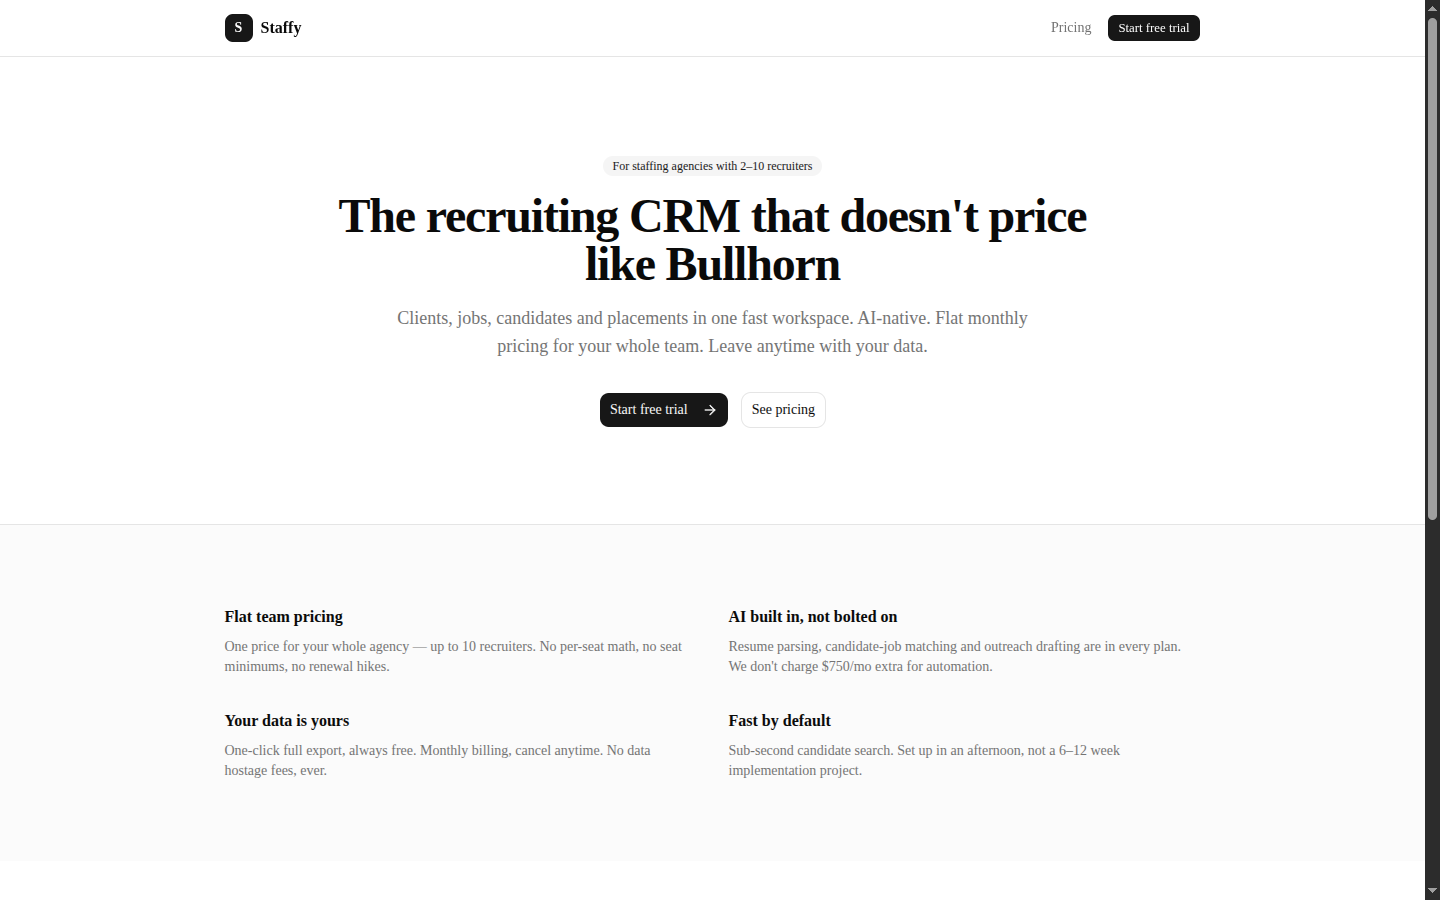 S Staffy
Pricing
Start free trial
For staffing agencies with 2–10 recruiters
The recruiting CRM that doesn't price
like Bullhorn
Clients, jobs, candidates and placements in one fast workspace. AI-native. Flat monthly
pricing for your whole team. Leave anytime with your data.
Start free trial
See pricing
Flat team pricing
One price for your whole agency — up to 10 recruiters. No per-seat math, no seat
minimums, no renewal hikes.
AI built in, not bolted on
Resume parsing, candidate-job matching and outreach drafting are in every plan.
We don't charge $750/mo extra for automation.
Your data is yours
One-click full export, always free. Monthly billing, cancel anytime. No data
hostage fees, ever.
Fast by default
Sub-second candidate search. Set up in an afternoon, not a 6–12 week
implementation project.